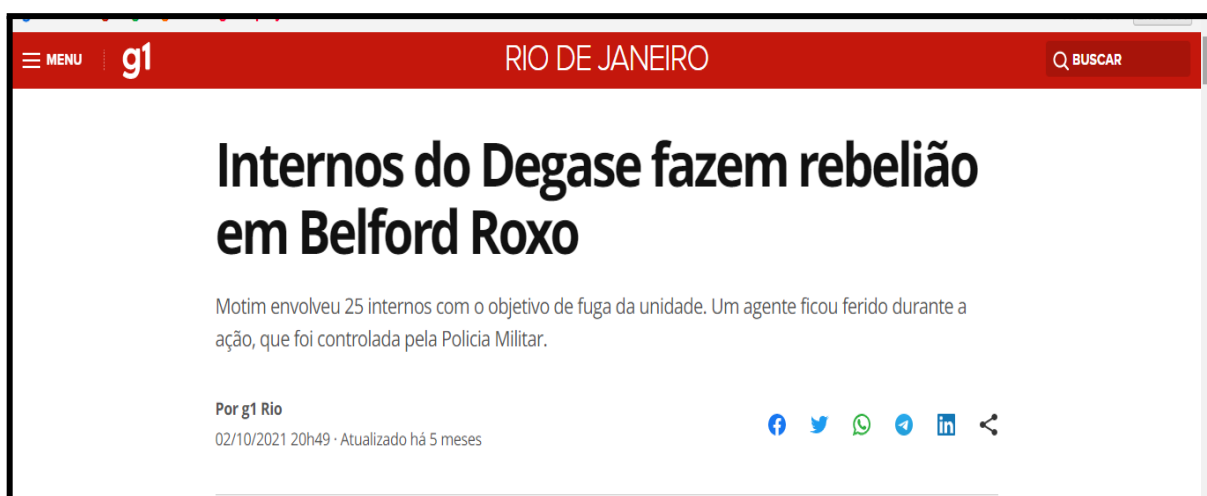 MENU g1 RIO DE JANEIRO BUSCAR
Internos do Degase fazem rebelião
em Belford Roxo
Motim envolveu 25 internos com o objetivo de fuga da unidade. Um agente ficou ferido durante a
ação, que foi controlada pela Policia Militar.
Por g1 Rio
02/10/2021 20h49 · Atualizado há 5 meses